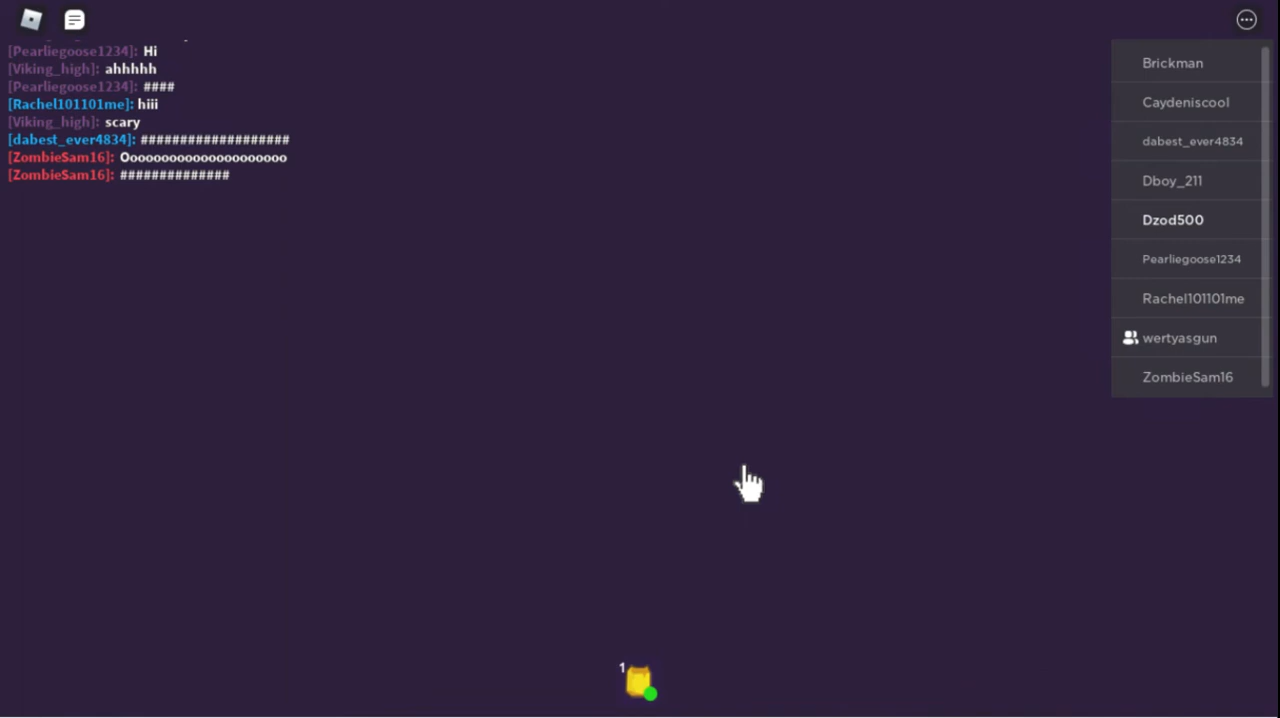 [Pearliegoose1234]: Hi
[Viking_high]: ahhhhh
[Pearliegoose1234]: ####
[Rachel101101me]: hiii
[Viking_high]: scary
[dabest_ever4834]: ###################
[ZombieSam16]: Ooooooooooooooooooooo
[ZombieSam16]: ##############
Brickman
Caydeniscool
dabest_ever4834
Dboy_211
Dzod500
Pearliegoose1234
Rachel101101me
wertyasgun
ZombieSam16
1